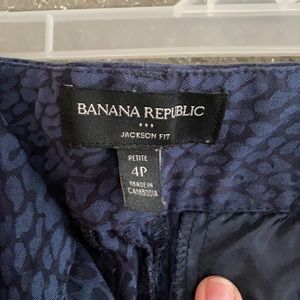 BANANA REPUBLIC
JACKSON FIT
PETITE
4P
MADE IN
CAMBODIA